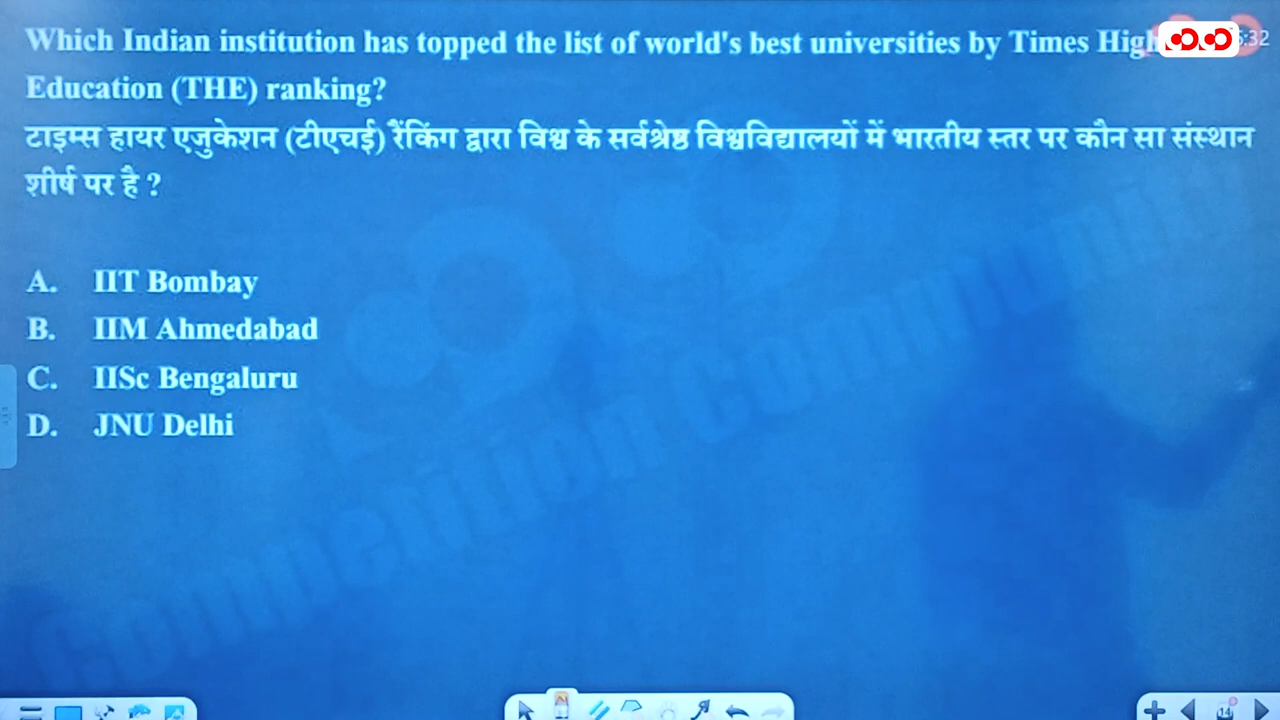 Which Indian institution has topped the list of world's best universities by Times
Education (THE) ranking?
टाइम्स हायर एजुकेशन (टीएचई) रैंकिंग द्वारा विश्व के सर्वश्रेष्ठ विश्वविद्यालयों में भारतीय स्तर पर कौन सा संस्थान
शीर्ष पर है ?
A. IIT Bombay
B. IIM Ahmedabad
C. IISc Bengaluru
D. JNU Delhi
14